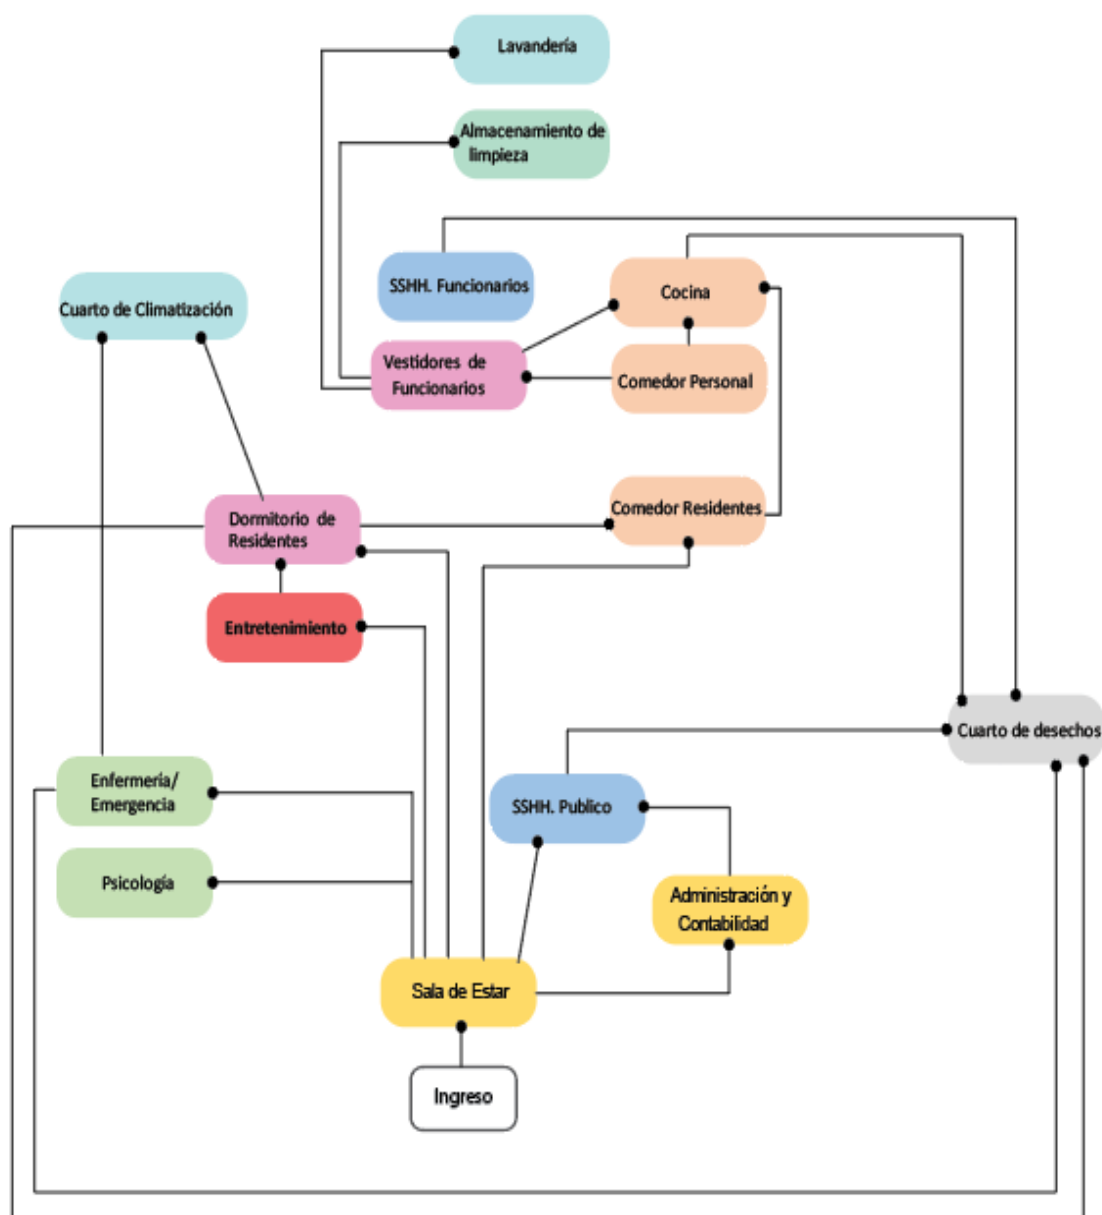 Lavandería
Almacenamiento de
limpieza
SSHH. Funcionarios
Cocina
Cuarto de Climatización
Vestidores de
Funcionarios
Comedor Personal
Comedor Residentes
Dormitorio de
Residentes
Entretenimiento
Cuarto de desechos
Enfermería/
Emergencia
SSHH. Publico
Psicología
Administración y
Contabilidad
Sala de Estar
Ingreso